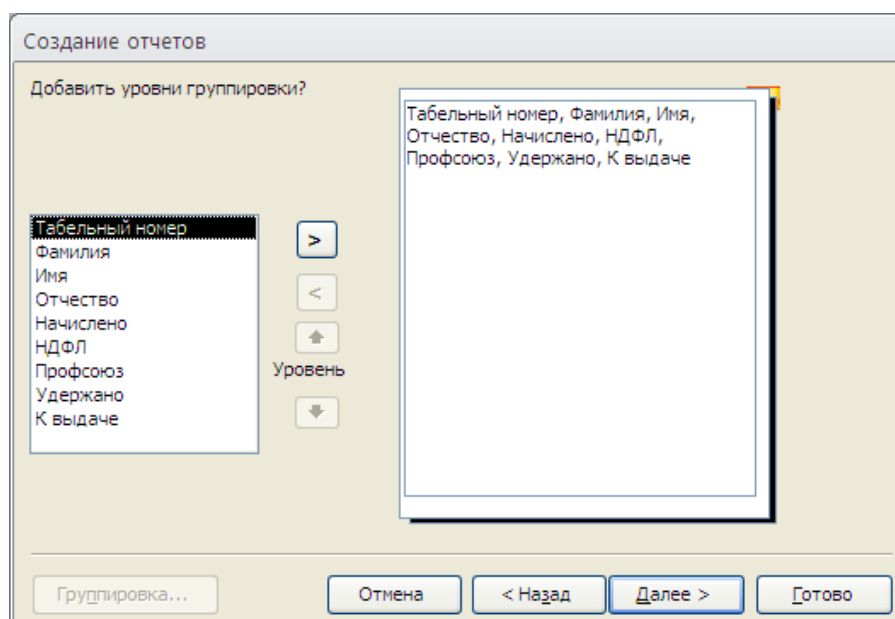 Создание отчетов
Добавить уровни группировки?
Табельный номер, Фамилия, Имя,
Отчество, Начислено, НДФЛ,
Профсоюз, Удержано, К выдаче
Табельный номер
Фамилия
Имя
Отчество
Начислено
НДФЛ
Профсоюз
Удержано
К выдаче
>
<
Уровень
Группировка...
Отмена
< Назад
Далее >
Готово